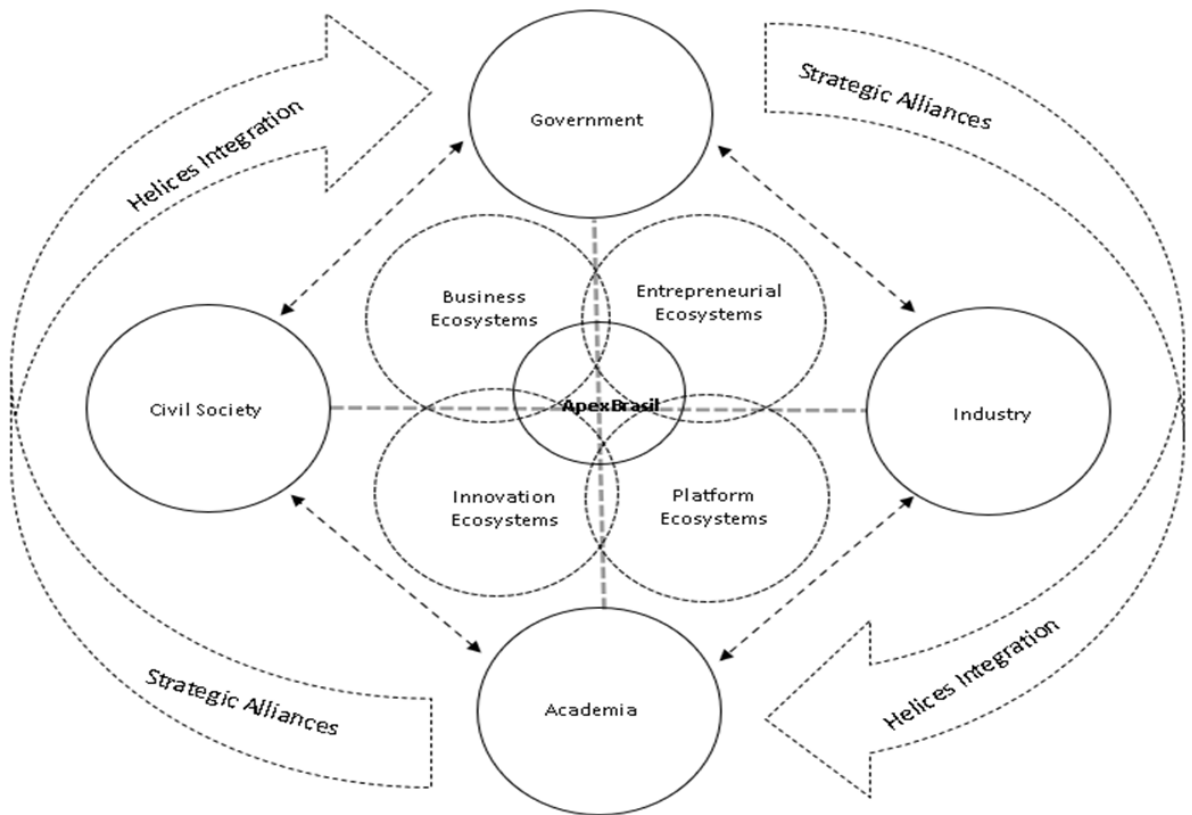 Strategic Alliances
Helices Integration
Government
Business
Ecosystems
Entrepreneurial
Ecosystems
Civil Society
ApexBrasil
Industry
Innovation
Ecosystems
Platform
Ecosystems
Strategic Alliances
Academia
Helices Integration